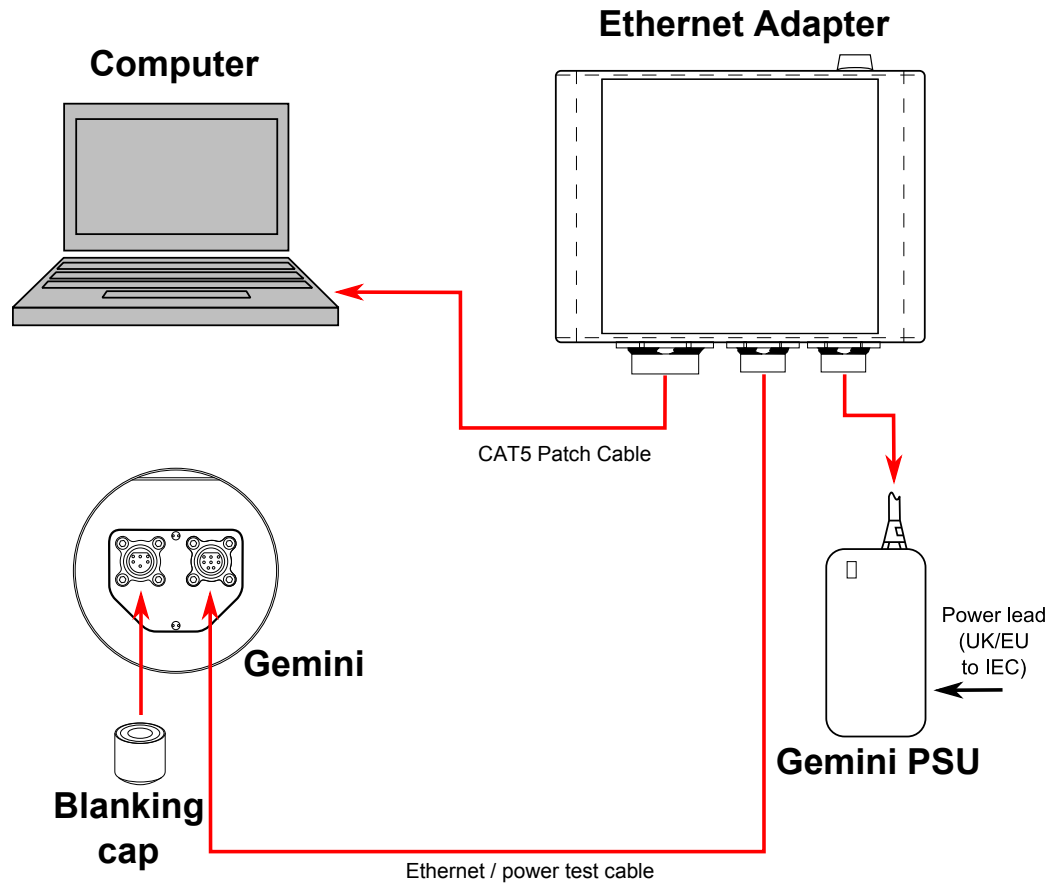 Ethernet Adapter
Computer
CAT5 Patch Cable
Gemini
Power lead
(UK/EU
to IEC)
Gemini PSU
Blanking
cap
Ethernet / power test cable